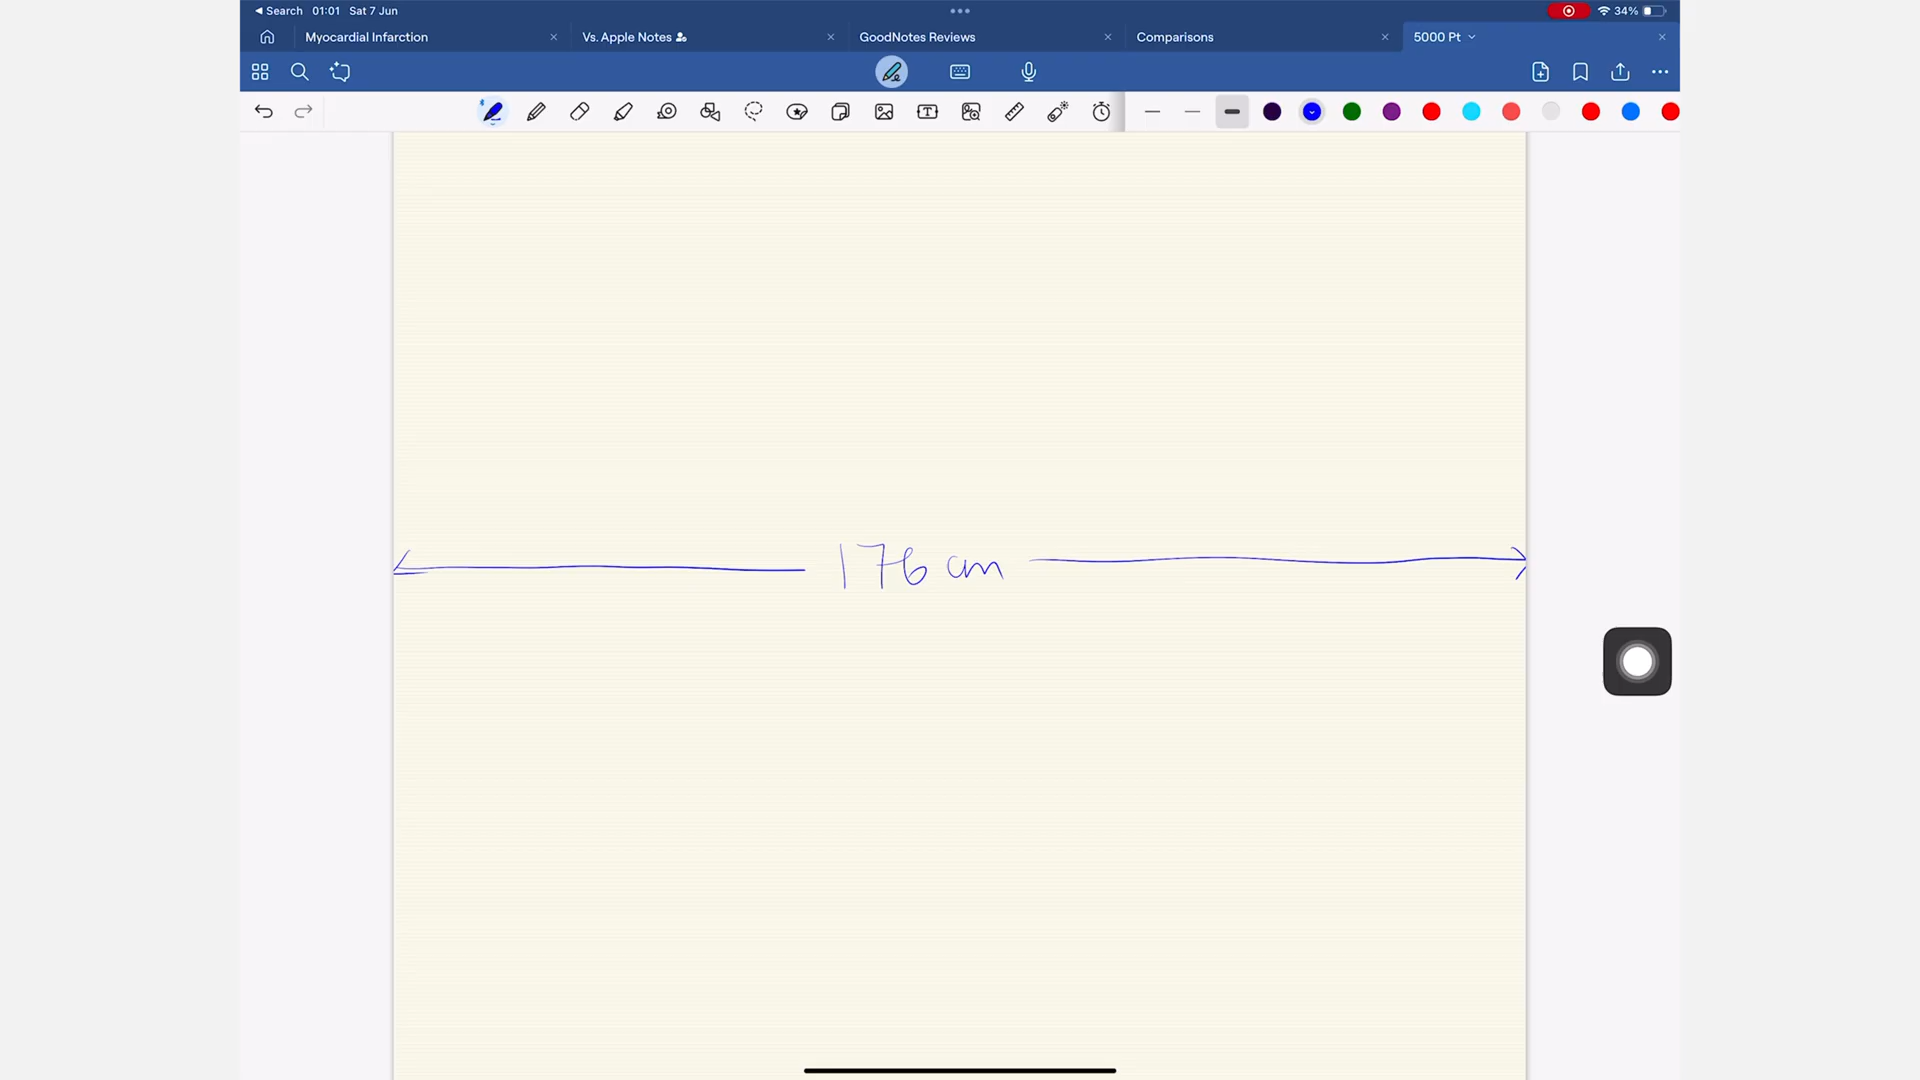 Search 01:01 Sat 7 Jun 34%
Myocardial Infarction Vs. Apple Notes GoodNotes Reviews Comparisons 5000 Pt
176 cm